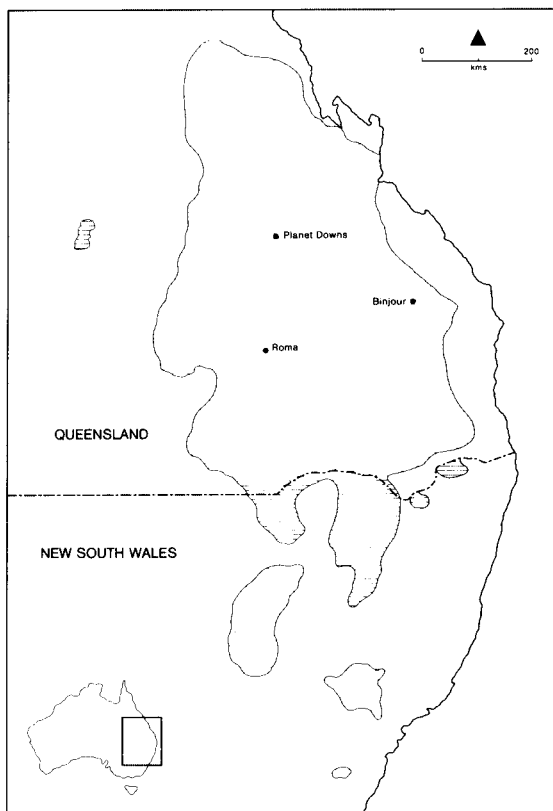 0 200
kms
Planet Downs
Binjour
Roma
QUEENSLAND
NEW SOUTH WALES